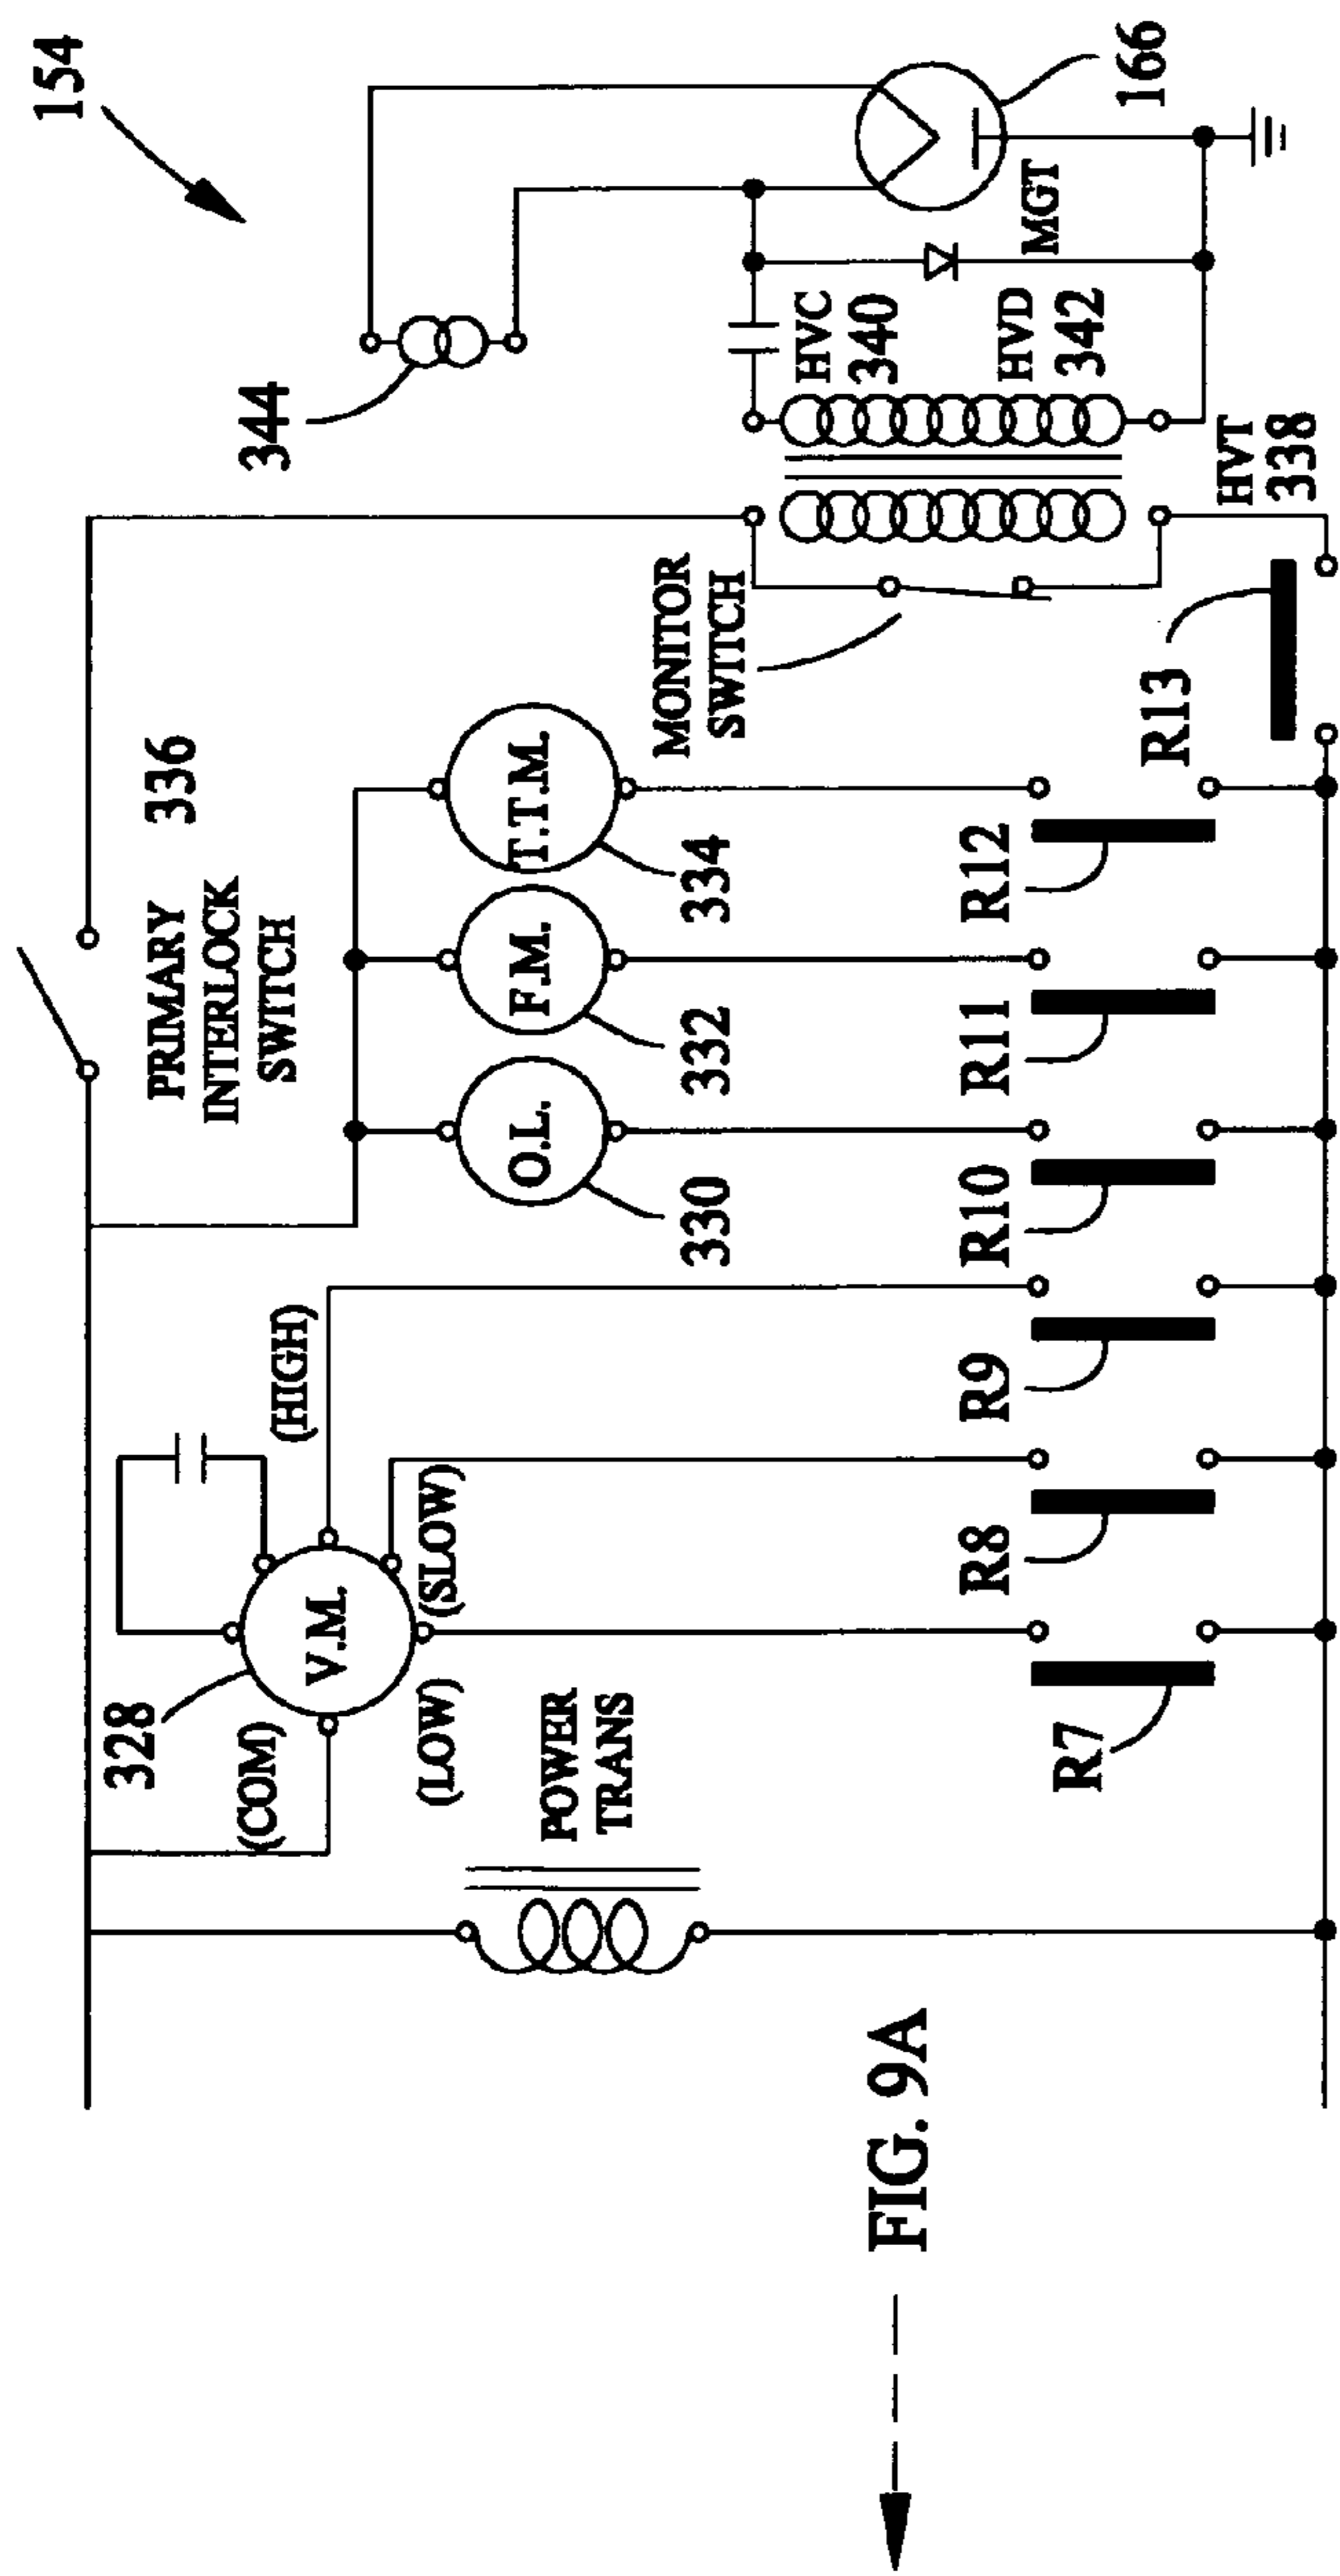 154
344
166
MGT
HVC
340
HVD
342
HVT
338
PRIMARY
INTERLOCK
SWITCH
336
MONITOR
SWITCH
T.T.M.
334
F.M.
332
O.L.
330
(HIGH)
V.M.
328
(COM)
(SLOW)
(LOW)
POWER
TRANS
R7
R8
R9
R10
R11
R12
R13
FIG. 9A